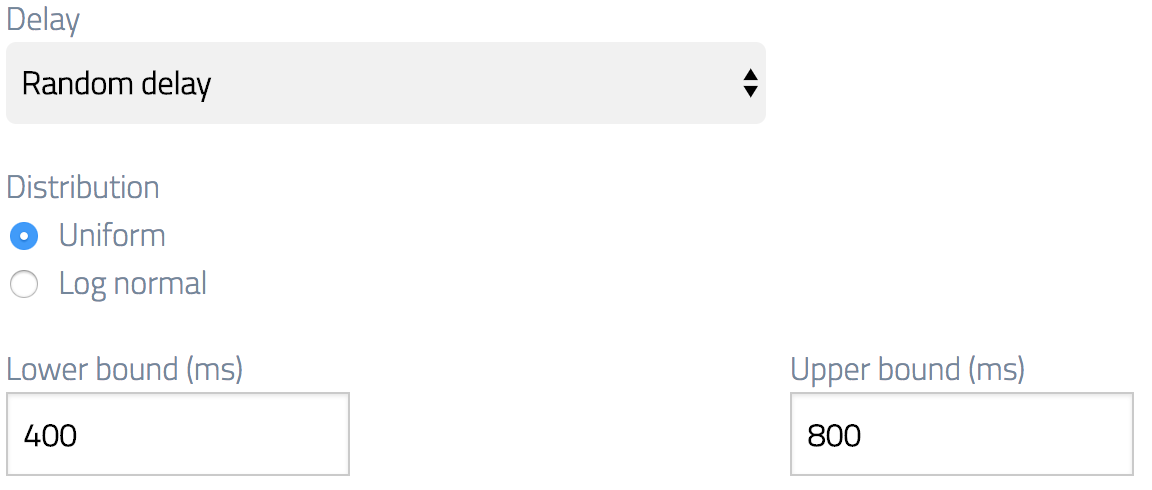 Delay
Random delay
Distribution
Uniform
Log normal
Lower bound (ms)
Upper bound (ms)
400
800